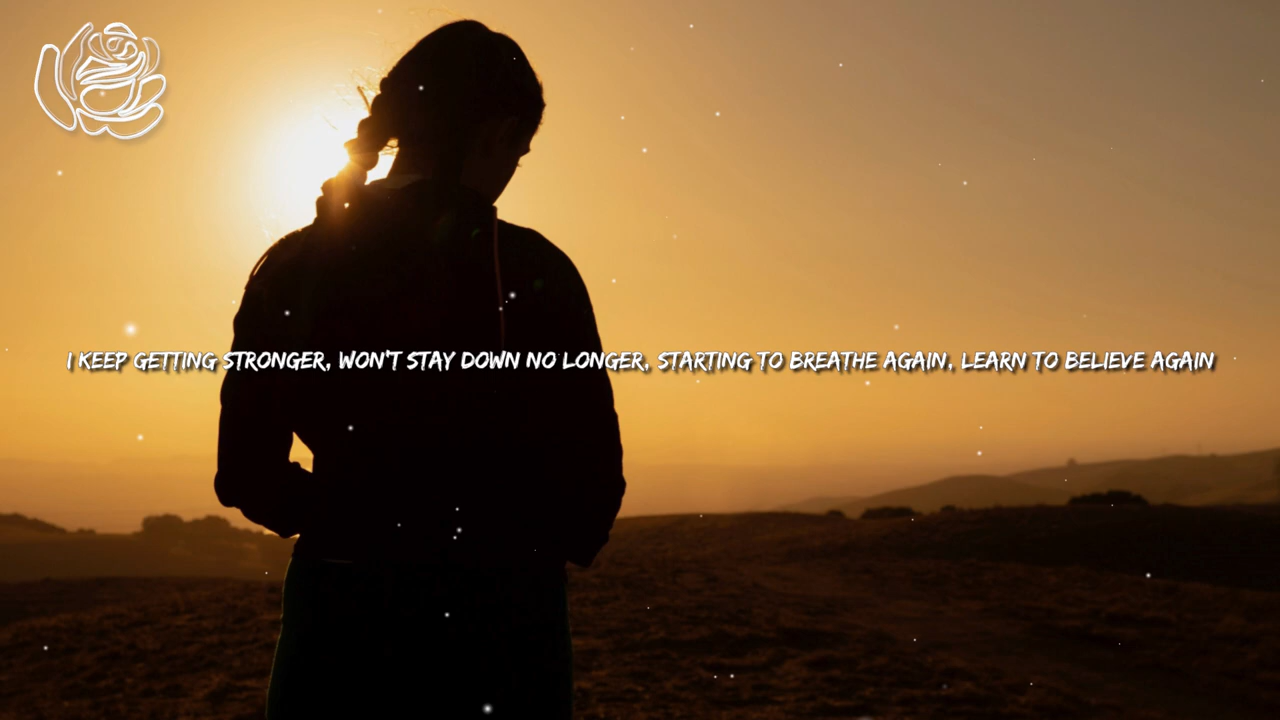 I KEEP GETTING STRONGER, WON'T STAY DOWN NO LONGER, STARTING TO BREATHE AGAIN, LEARN TO BELIEVE AGAIN